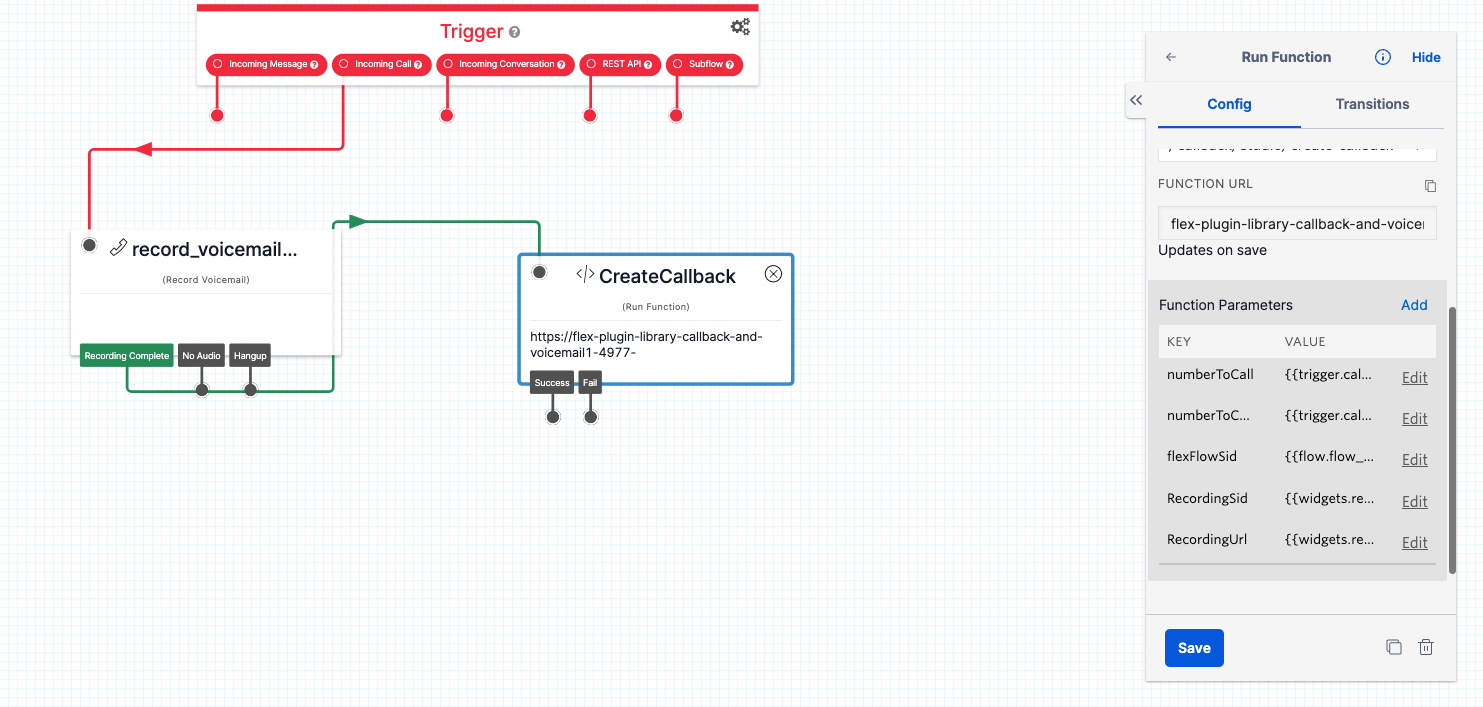 Trigger
Incoming Message
Incoming Call
Incoming Conversation
REST API
Subflow
record_voicemail...
(Record Voicemail)
Recording Complete
No Audio
Hangup
CreateCallback
(Run Function)
https://flex-plugin-library-callback-and-
voicemail1-4977-
Success
Fail
Run Function
Hide
Config
Transitions
FUNCTION URL
flex-plugin-library-callback-and-voice
Updates on save
Function Parameters
Add
KEY VALUE
numberToCall {{trigger.cal... Edit
numberToC... {{trigger.cal... Edit
flexFlowSid {{flow.flow_... Edit
RecordingSid {{widgets.re... Edit
RecordingUrl {{widgets.re... Edit
Save